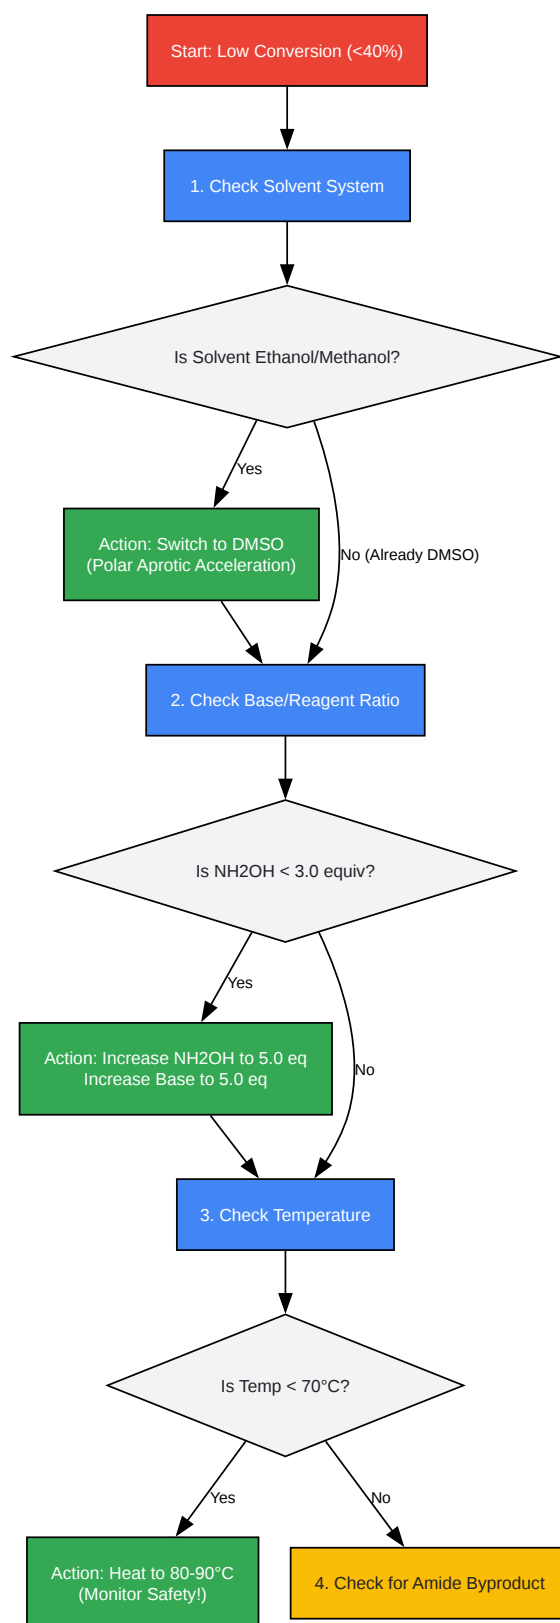 Start: Low Conversion (<40%)
1. Check Solvent System
Is Solvent Ethanol/Methanol?
Yes
Action: Switch to DMSO
(Polar Aprotic Acceleration)
No (Already DMSO)
2. Check Base/Reagent Ratio
Is NH2OH < 3.0 equiv?
Yes
Action: Increase NH2OH to 5.0 eq
Increase Base to 5.0 eq
No
3. Check Temperature
Is Temp < 70°C?
Yes
No
Action: Heat to 80-90°C
(Monitor Safety!)
4. Check for Amide Byproduct